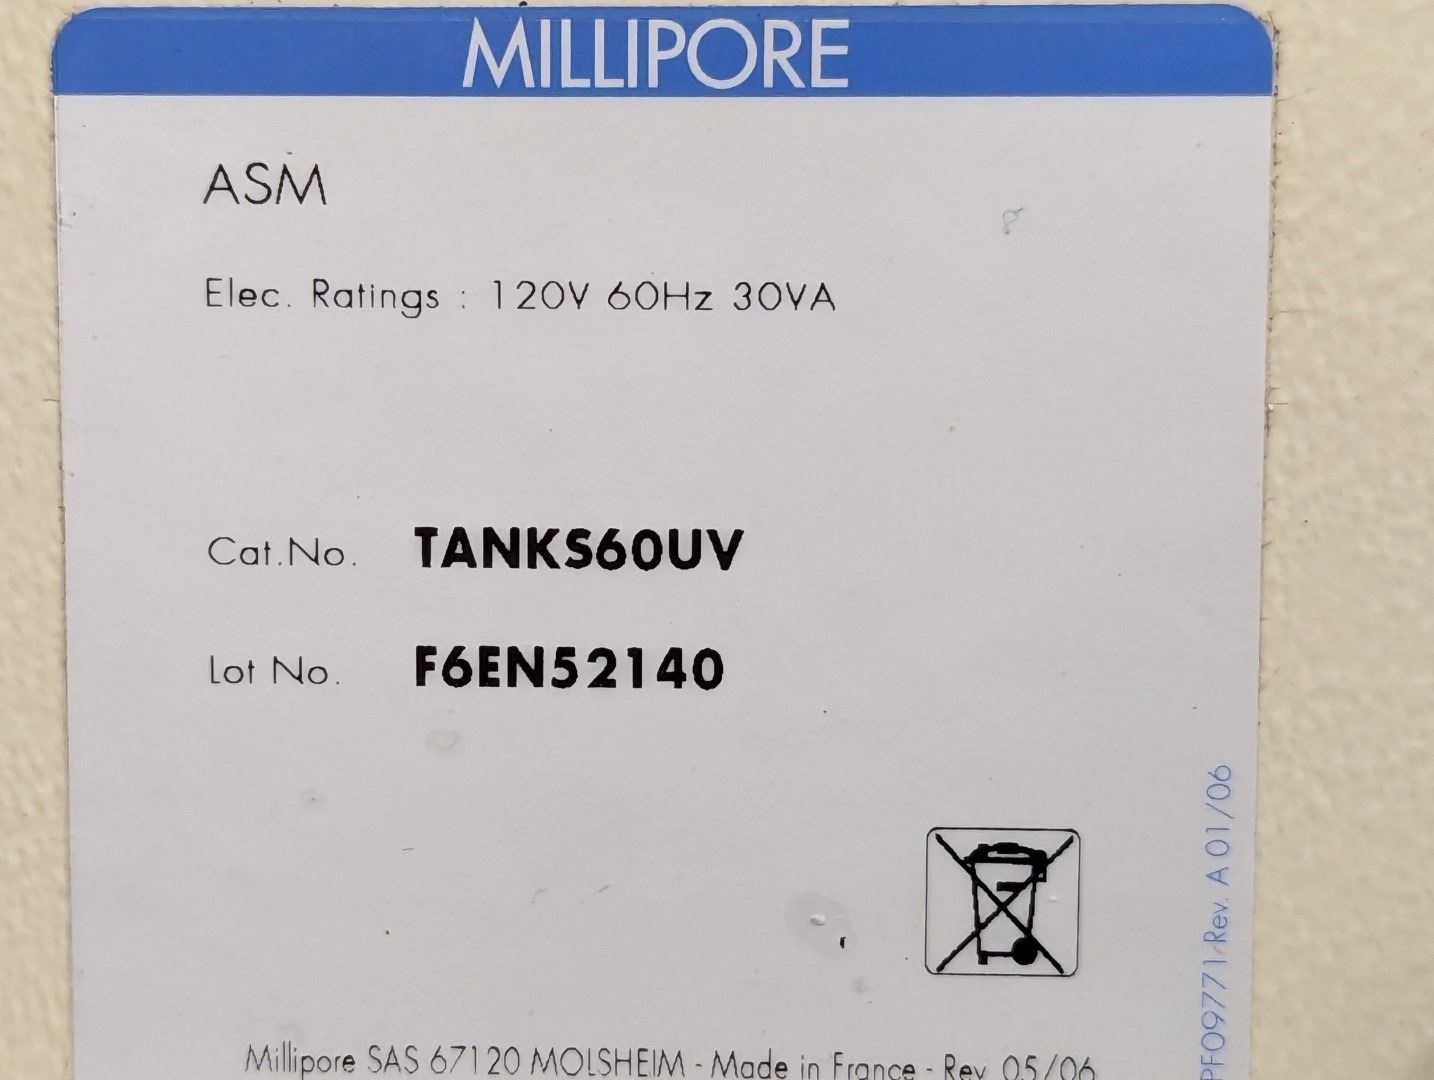 MILLIPORE
ASM
Elec. Ratings : 120V 60Hz 30VA
Cat.No. TANKS60UV
Lot No. F6EN52140
PF09771/Rev. A 01/06
Millipore SAS 67120 MOLSHEIM - Made in France - Rev 05/06